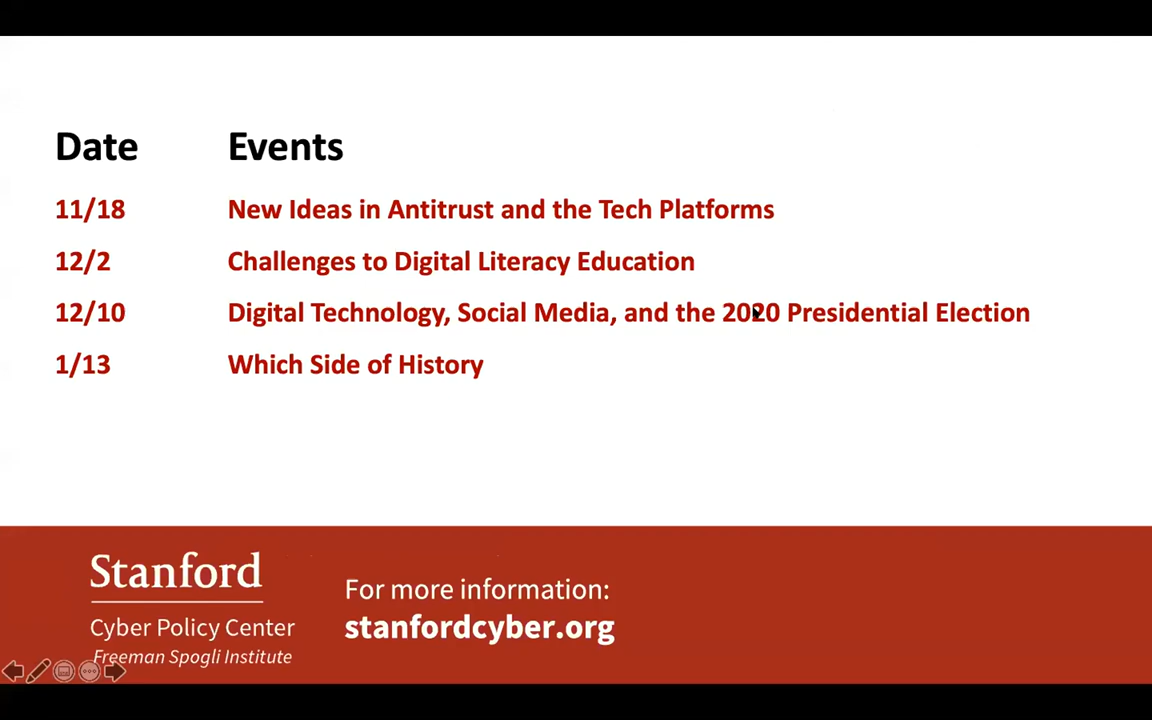 Date Events
11/18 New Ideas in Antitrust and the Tech Platforms
12/2 Challenges to Digital Literacy Education
12/10 Digital Technology, Social Media, and the 2020 Presidential Election
1/13 Which Side of History
Stanford
Cyber Policy Center
Freeman Spogli Institute
For more information:
stanfordcyber.org